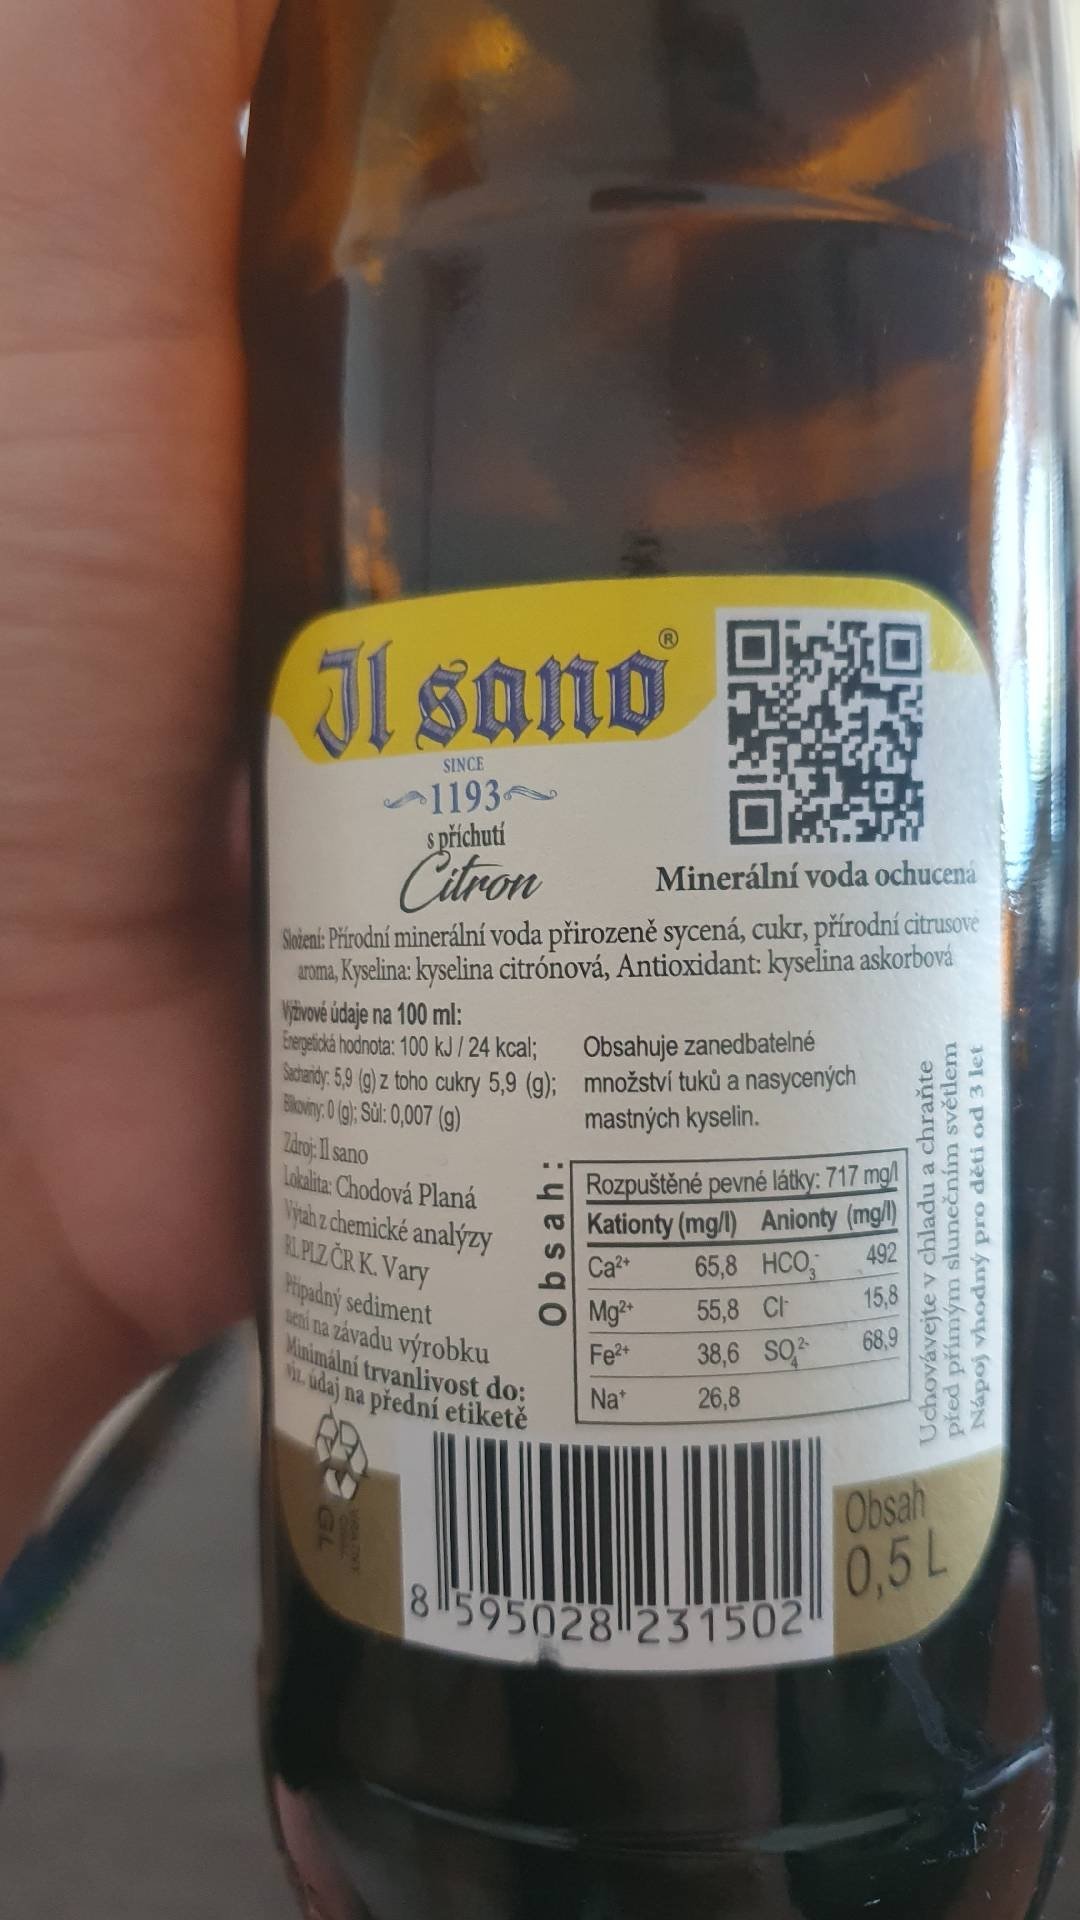 Il sano®
SINCE
1193
s příchutí
Citron
Minerální voda ochucená
Složení: Přírodní minerální voda přirozeně sycená, cukr, přírodní citrusové
aroma, Kyselina: kyselina citrónová, Antioxidant: kyselina askorbová
Výživové údaje na 100 ml:
Energetická hodnota: 100 kJ / 24 kcal;
Sacharidy: 5,9 (g) z toho cukry 5,9 (g);
Bílkoviny: 0 (g); Sůl: 0,007 (g)
Obsahuje zanedbatelné
množství tuků a nasycených
mastných kyselin.
Zdroj: Il sano
Lokalita: Chodová Planá
Výtah z chemické analýzy
RL PLZ ČR K. Vary
Případný sediment
není na závadu výrobku
Minimální trvanlivost do:
viz. údaj na přední etiketě
Obsah:
Rozpuštěné pevné látky: 717 mg/l
Kationty (mg/l) Anionty (mg/l)
Ca²⁺ 65,8 HCO₃⁻ 492
Mg²⁺ 55,8 Cl⁻ 15,8
Fe²⁺ 38,6 SO₄²⁻ 68,9
Na⁺ 26,8
Uchovávejte v chladu a chraňte
před přímým slunečním světlem
Nápoj vhodný pro děti od 3 let
GL
8 595028 231502
Obsah
0,5 L